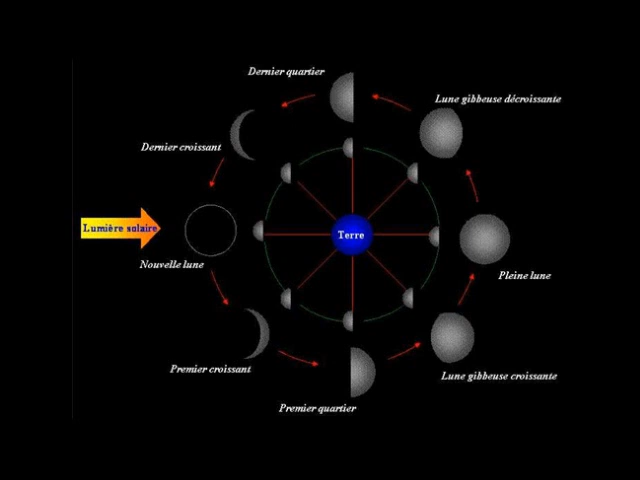 Dernier quartier
Lune gibbeuse décroissante
Dernier croissant
Lumière solaire
Terre
Nouvelle lune
Pleine lune
Premier croissant
Lune gibbeuse croissante
Premier quartier